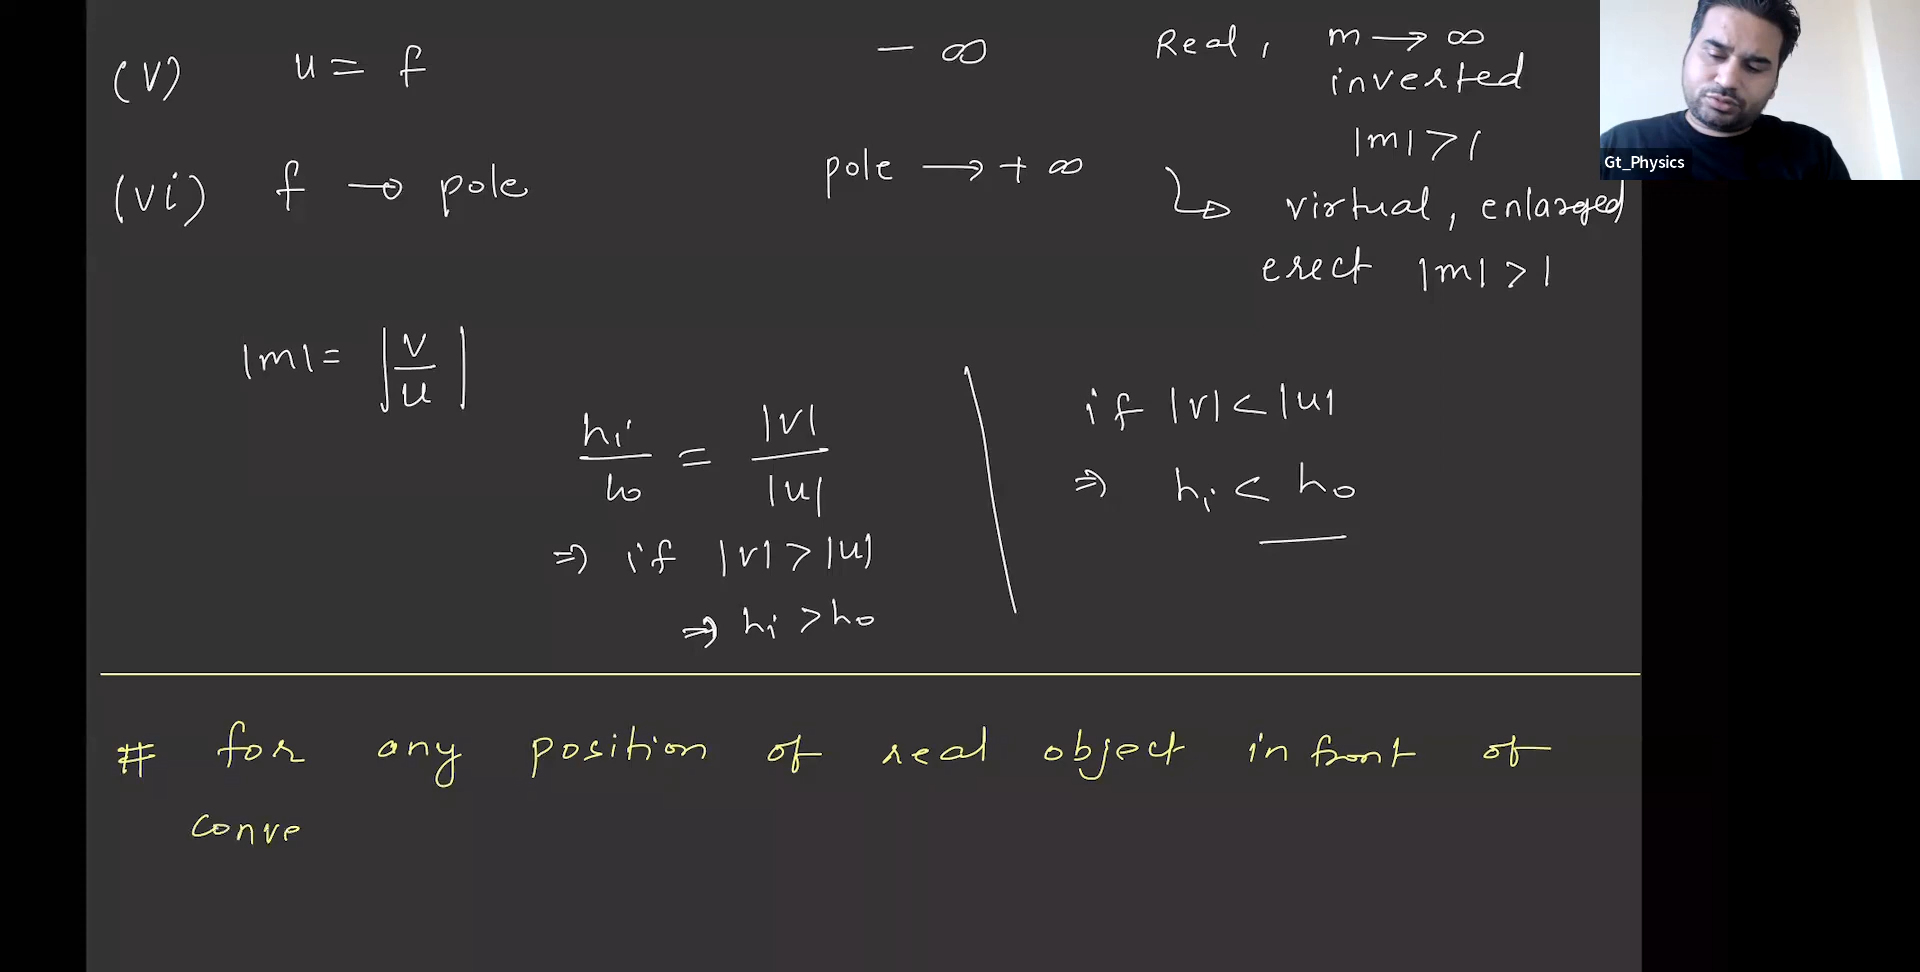 (v) u = f − ∞ Real, m → ∞
inverted
|m| > 1
Gt_Physics
(vi) f → pole pole → + ∞
↳ virtual, enlarged
erect |m| > 1
|m| = |v/u|
hi/ho = |v|/|u|
⇒ if |v| > |u|
⇒ hi > ho
if |v| < |u|
⇒ hi < ho
# for any position of real object in front of
conve